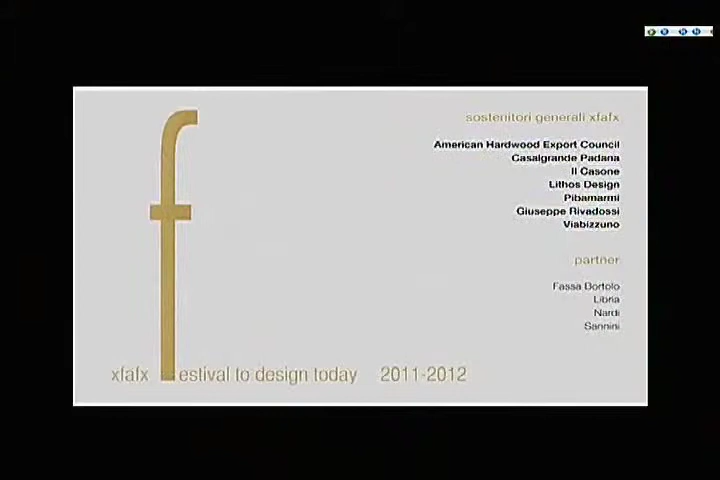 sostenitori generali xfafx
American Hardwood Export Council
Casalgrande Padana
Il Casone
Lithos Design
Pibamarmi
Giuseppe Rivadossi
Viabizzuno
partner
Fassa Bortolo
Libria
Nardi
Sannini
xfafx festival to design today 2011-2012